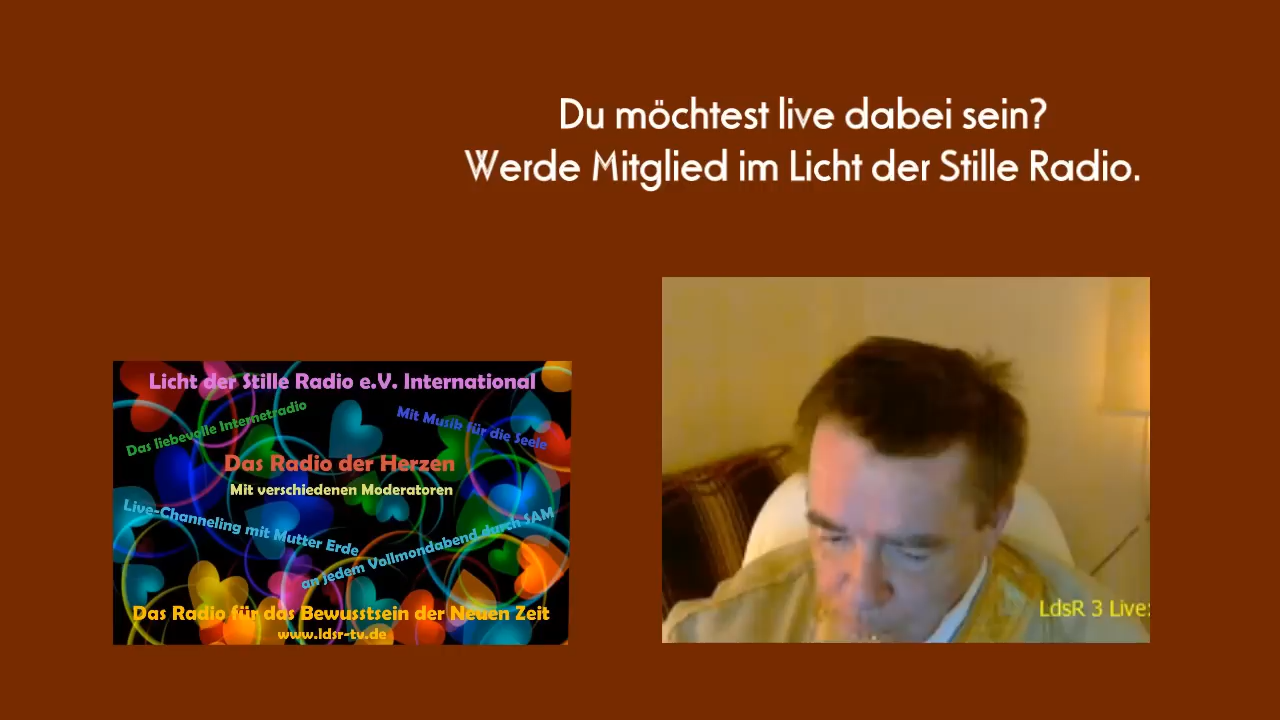 Du möchtest live dabei sein?
Werde Mitglied im Licht der Stille Radio.
Licht der Stille Radio e.V. International
Das liebevolle Internetradio
Mit Musik für die Seele
Das Radio der Herzen
Mit verschiedenen Moderatoren
Live-Channeling mit Mutter Erde
an jedem Vollmondabend durch SAM
Das Radio für das Bewusstsein der Neuen Zeit
www.ldsr-tv.de
LdsR 3 Live: